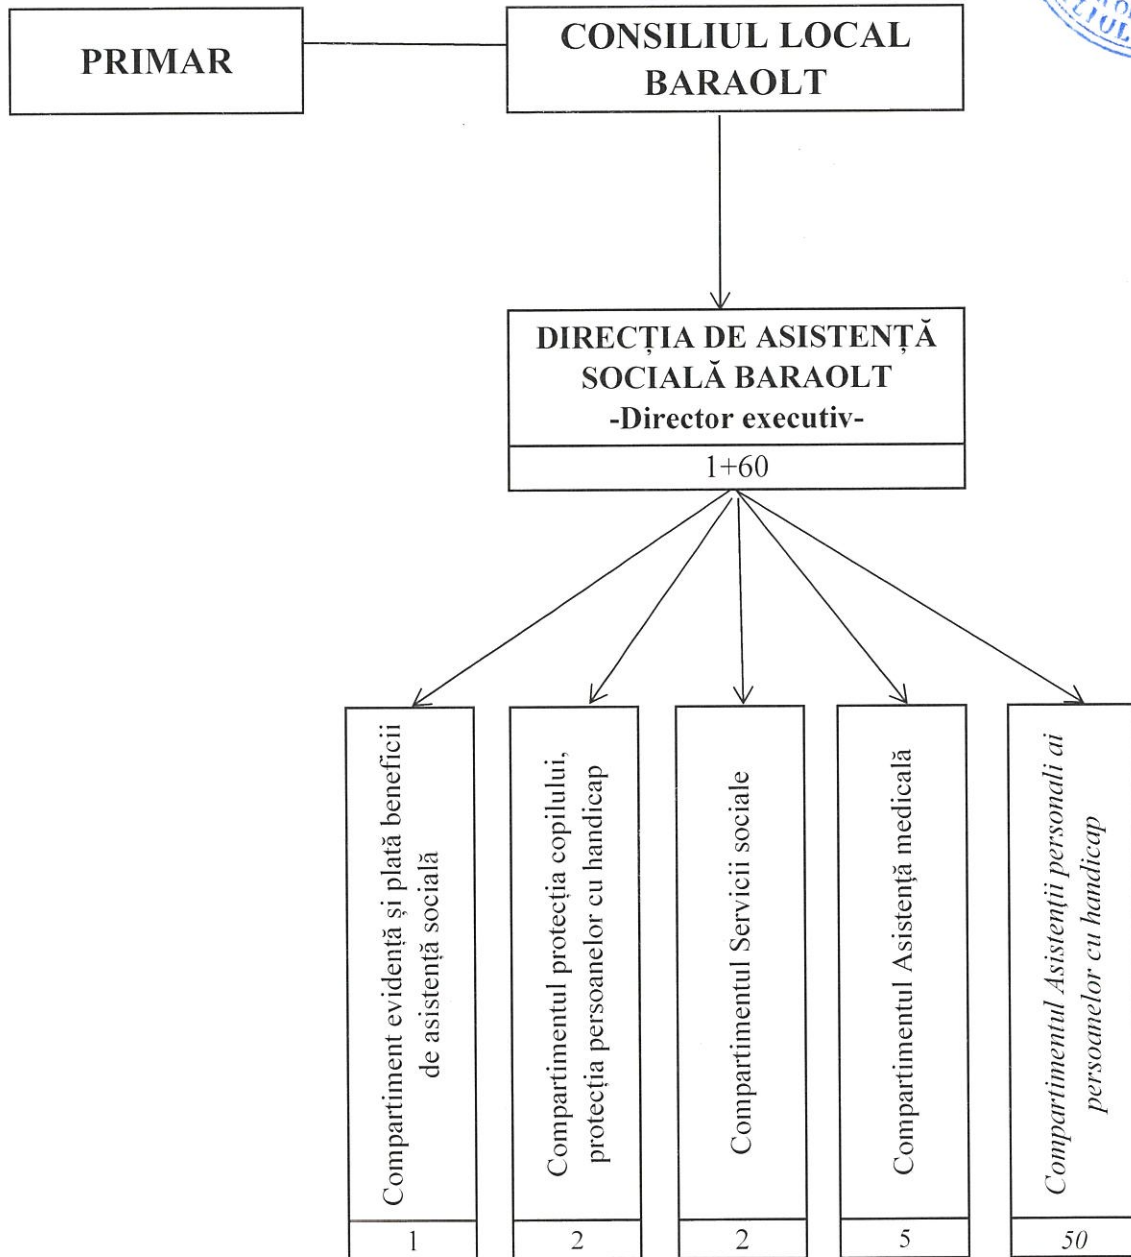 PRIMAR
CONSILIUL LOCAL
BARAOLT
DIRECȚIA DE ASISTENȚĂ
SOCIALĂ BARAOLT
-Director executiv-
1+60
Compartiment evidență și plată beneficii
de asistență socială
1
Compartimentul protecția copilului,
protecția persoanelor cu handicap
2
Compartimentul Servicii sociale
2
Compartimentul Asistență medicală
5
Compartimentul Asistenții personali ai
persoanelor cu handicap
50